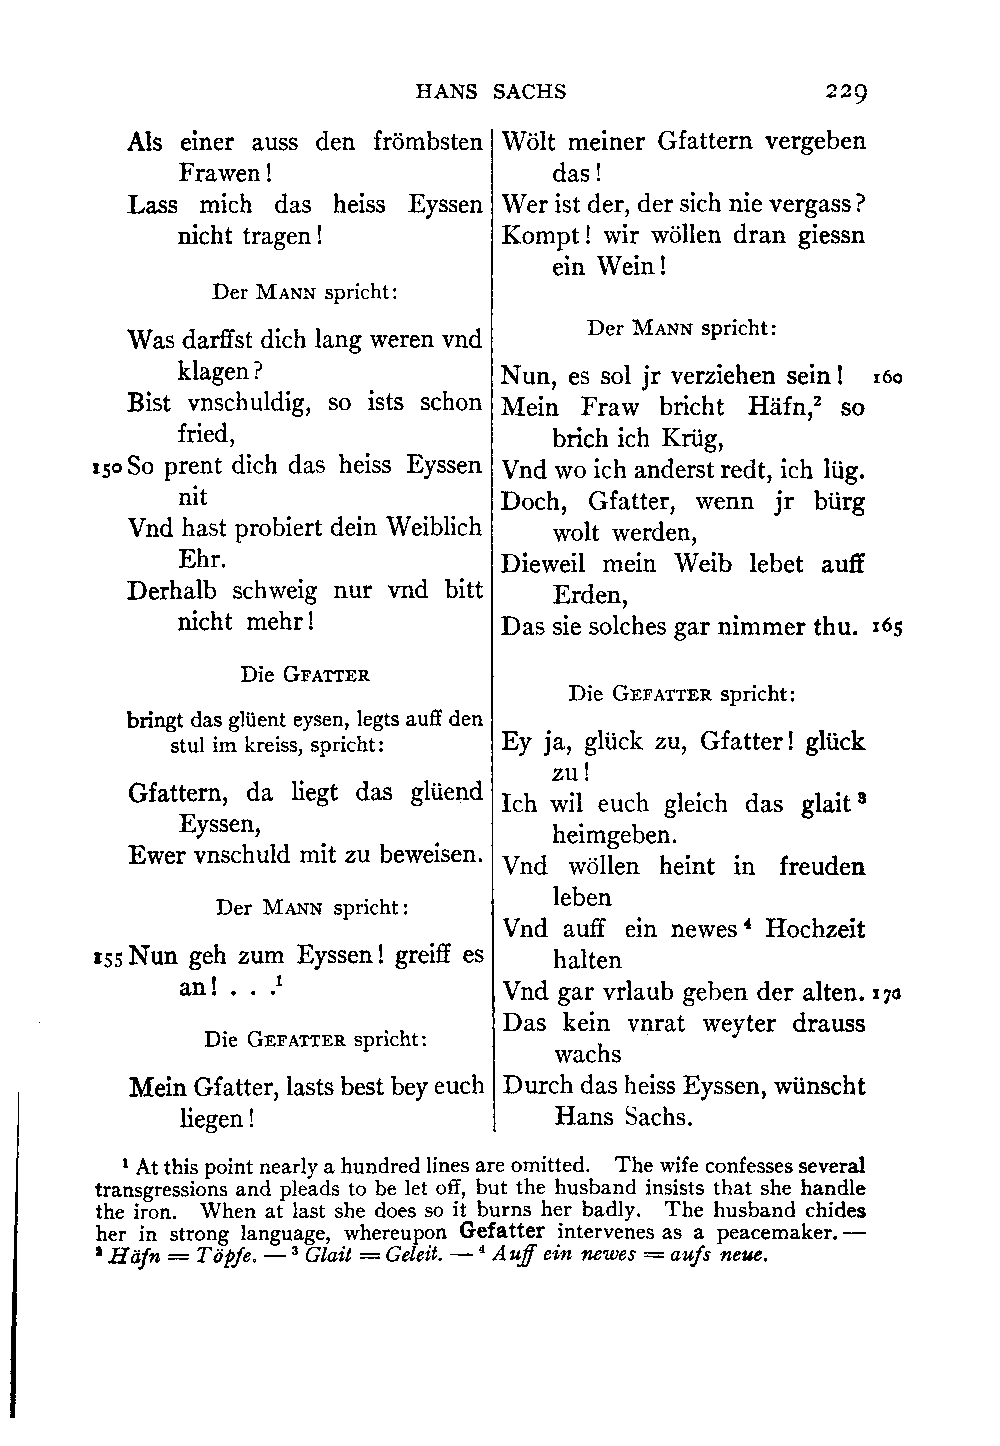 HANS SACHS 229
Als einer auss den frömbsten
Frawen!
Lass mich das heiss Eyssen
nicht tragen!
Der MANN spricht:
Was darffst dich lang weren vnd
klagen?
Bist vnschuldig, so ists schon
fried,
150 So prent dich das heiss Eyssen
nit
Vnd hast probiert dein Weiblich
Ehr.
Derhalb schweig nur vnd bitt
nicht mehr!
Die GFATTER
bringt das glüent eysen, legts auff den
stul im kreiss, spricht:
Gfattern, da liegt das glüend
Eyssen,
Ewer vnschuld mit zu beweisen.
Der MANN spricht:
155 Nun geh zum Eyssen! greiff es
an! . . .¹
Die GEFATTER spricht:
Mein Gfatter, lasts best bey euch
liegen!
Wölt meiner Gfattern vergeben
das!
Wer ist der, der sich nie vergass?
Kompt! wir wöllen dran giessn
ein Wein!
Der MANN spricht:
Nun, es sol jr verziehen sein! 160
Mein Fraw bricht Häfn,² so
brich ich Krüg,
Vnd wo ich anderst redt, ich lüg.
Doch, Gfatter, wenn jr bürg
wolt werden,
Dieweil mein Weib lebet auff
Erden,
Das sie solches gar nimmer thu. 165
Die GEFATTER spricht:
Ey ja, glück zu, Gfatter! glück
zu!
Ich wil euch gleich das glait³
heimgeben.
Vnd wöllen heint in freuden
leben
Vnd auff ein newes⁴ Hochzeit
halten
Vnd gar vrlaub geben der alten. 170
Das kein vnrat weyter drauss
wachs
Durch das heiss Eyssen, wünscht
Hans Sachs.
¹ At this point nearly a hundred lines are omitted. The wife confesses several
transgressions and pleads to be let off, but the husband insists that she handle
the iron. When at last she does so it burns her badly. The husband chides
her in strong language, whereupon Gefatter intervenes as a peacemaker. —
² Häfn = Töpfe. — ³ Glait = Geleit. — ⁴ Auff ein newes = aufs neue.